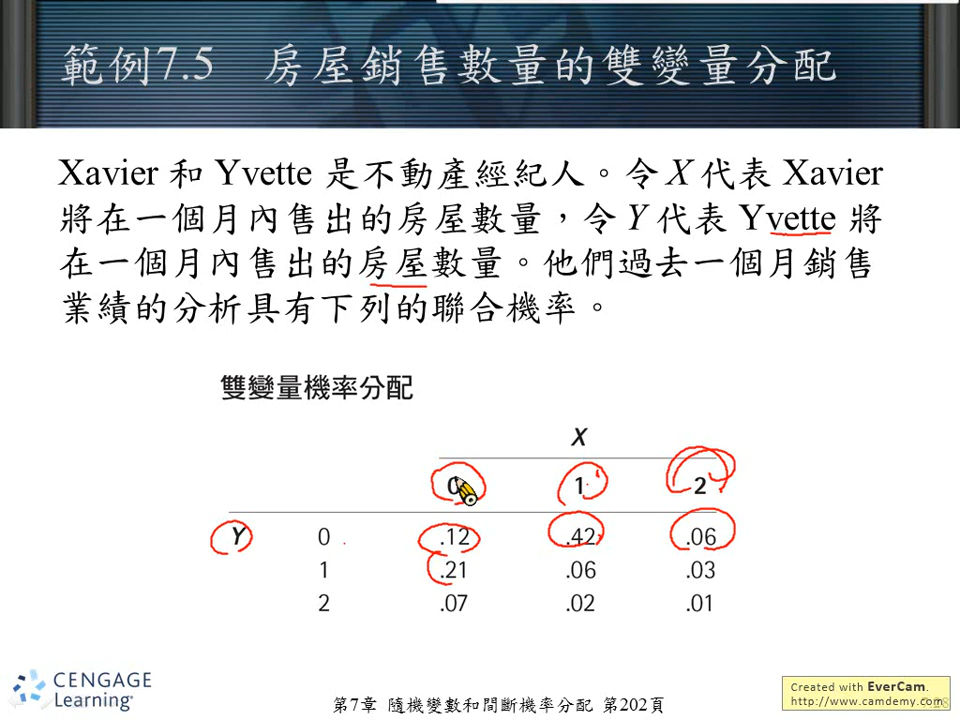 範例7.5 房屋銷售數量的雙變量分配
Xavier 和 Yvette 是不動產經紀人。令 X 代表 Xavier
將在一個月內售出的房屋數量，令 Y 代表 Yvette 將
在一個月內售出的房屋數量。他們過去一個月銷售
業績的分析具有下列的聯合機率。
雙變量機率分配
X
0 1 2
Y 0 .12 .42 .06
1 .21 .06 .03
2 .07 .02 .01
CENGAGE
Learning
第7章 隨機變數和間斷機率分配 第202頁
Created with EverCam.
http://www.camdemy.com